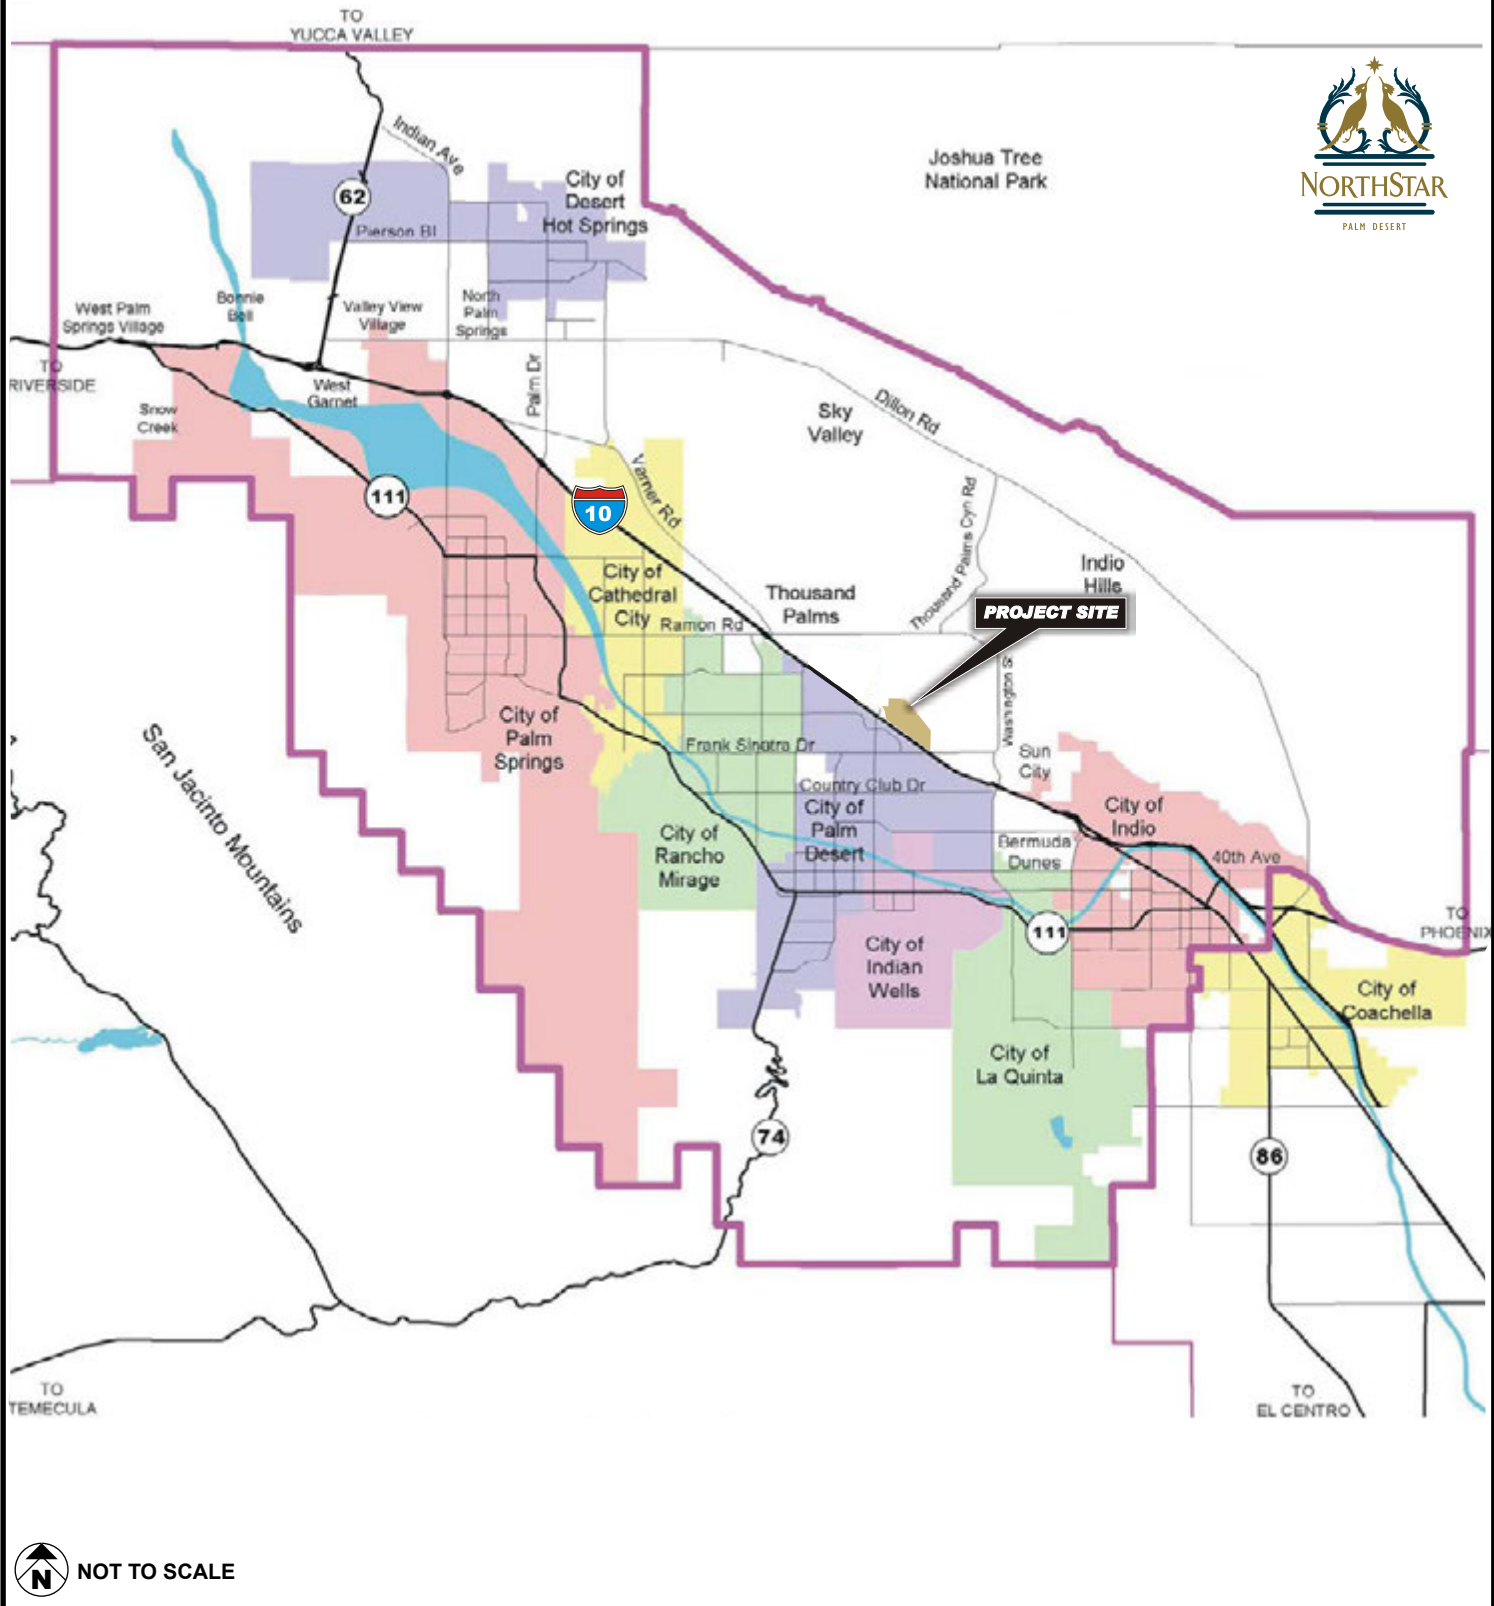 TO
YUCCA VALLEY
Indian Ave
Joshua Tree
National Park
NORTHSTAR
PALM DESERT
City of
Desert
Hot Springs
62
Pierson Bl
West Palm
Springs Village
Bonnie
Bell
Valley View
Village
North
Palm
Springs
TO
RIVERSIDE
Snow
Creek
West
Garnet
Palm Dr
Sky
Valley
Dillon Rd
111
10
Varner Rd
Thousand Palms Cyn Rd
Indio
Hills
City of
Cathedral
City
Thousand
Palms
PROJECT SITE
Ramon Rd
Washington St
San Jacinto Mountains
City of
Palm
Springs
Frank Sinatra Dr
Sun
City
Country Club Dr
City of
Palm
Desert
City of
Indio
City of
Rancho
Mirage
Bermuda
Dunes
40th Ave
TO
PHOENIX
111
City of
Indian
Wells
City of
Coachella
City of
La Quinta
74
86
TO
TEMECULA
TO
EL CENTRO
N
NOT TO SCALE